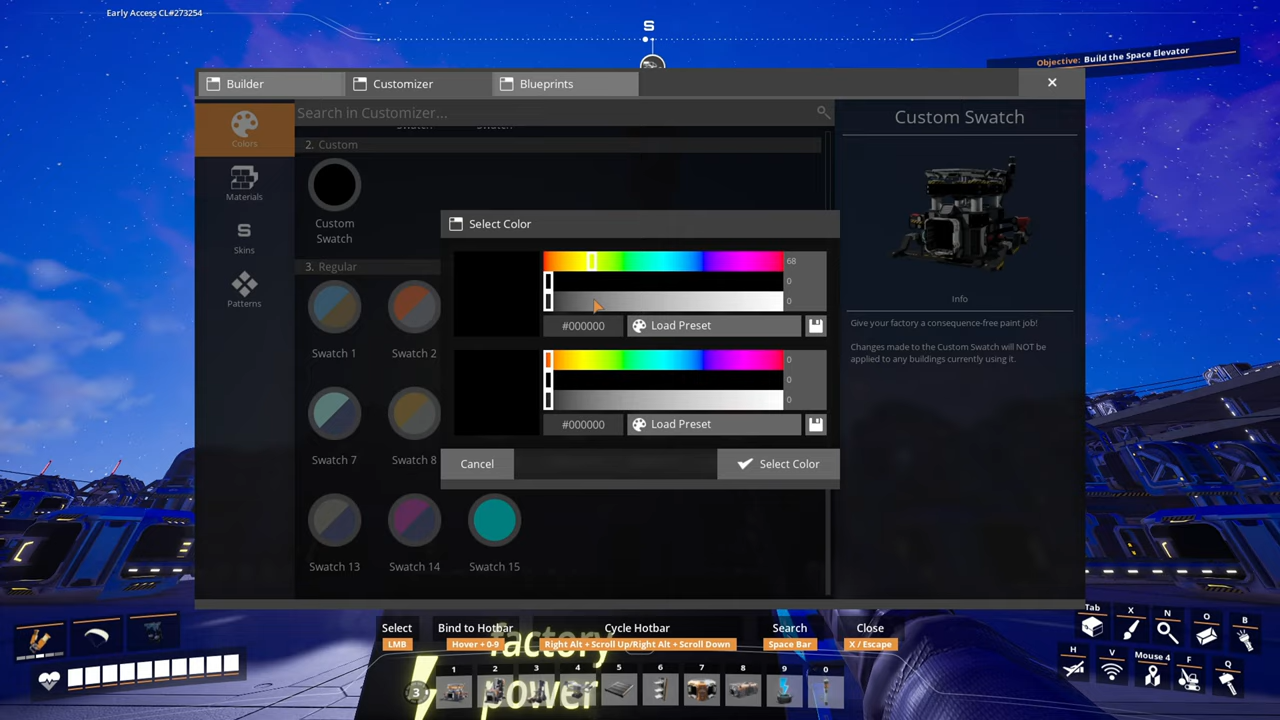 Early Access CL#273254
S
Objective: Build the Space Elevator
Builder
Customizer
Blueprints
Search in Customizer...
Colors
Materials
S
Skins
Patterns
Swatch
Swatch
2. Custom
Custom
Swatch
3. Regular
Swatch 1
Swatch 2
Swatch 7
Swatch 8
Swatch 13
Swatch 14
Swatch 15
Select Color
68
0
0
#000000
Load Preset
0
0
0
#000000
Load Preset
Cancel
Select Color
Custom Swatch
Info
Give your factory a consequence-free paint job!
Changes made to the Custom Swatch will NOT be
applied to any buildings currently using it.
Select
LMB
Bind to Hotbar
Hover + 0-9
Cycle Hotbar
Right Alt + Scroll Up/Right Alt + Scroll Down
Search
Space Bar
Close
X / Escape
factory
power
3
1 2 3 4 5 6 7 8 9 0
Tab X N O B
H V Mouse 4 F Q